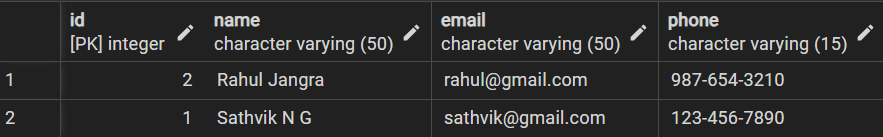 id name email phone
[PK] integer character varying (50) character varying (50) character varying (15)
1 2 Rahul Jangra rahul@gmail.com 987-654-3210
2 1 Sathvik N G sathvik@gmail.com 123-456-7890